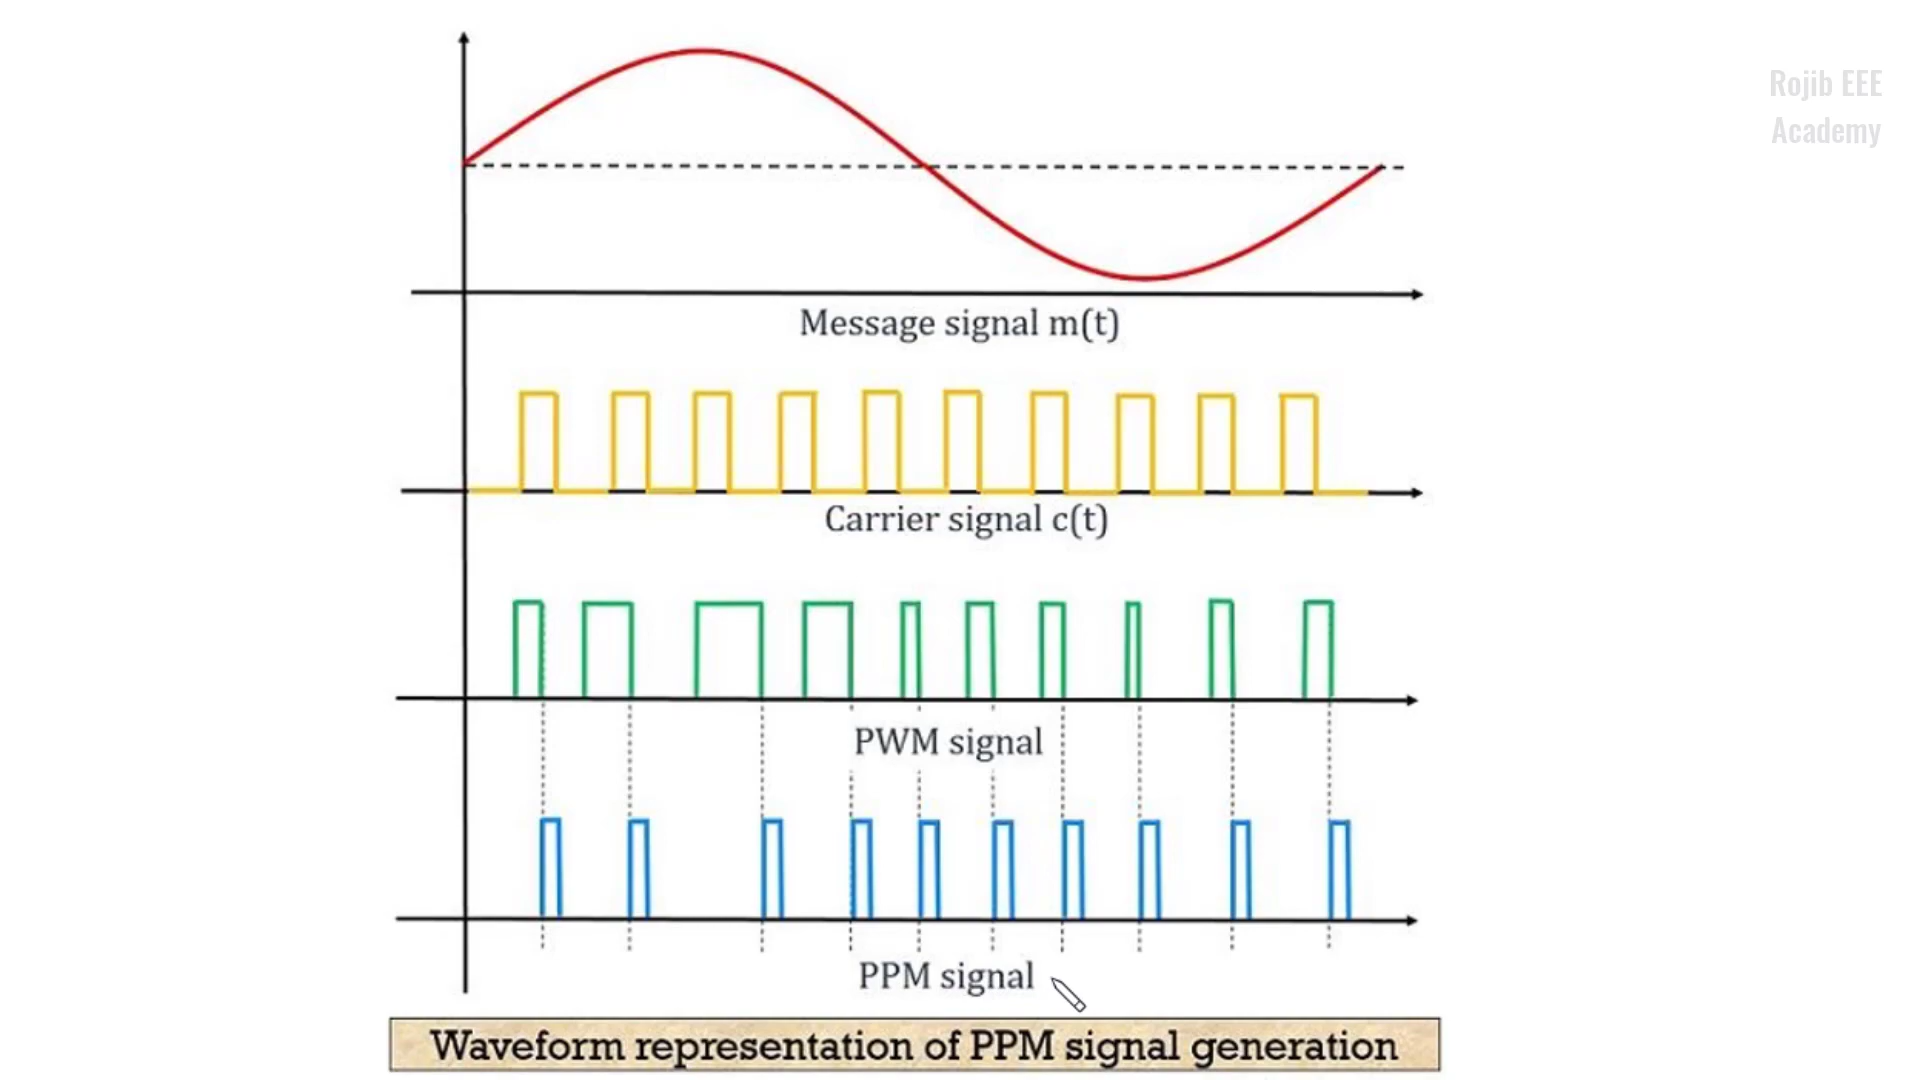 Rojib EEE
Academy
Message signal m(t)
Carrier signal c(t)
PWM signal
PPM signal
Waveform representation of PPM signal generation